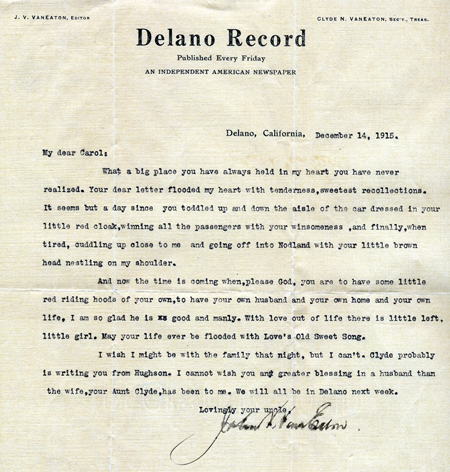 J. V. VANEATON, EDITOR
CLYDE N. VANEATON, SEC'Y, TREAS.
Delano Record
Published Every Friday
AN INDEPENDENT AMERICAN NEWSPAPER
Delano, California, December 14, 1915.
My dear Carol:
What a big place you have always held in my heart you have never
realized. Your dear letter flooded my heart with tenderness,sweetest recollections.
It seems but a day since you toddled up and down the aisle of the car dressed in your
little red cloak,winning all the passengers with your winsomeness ,and finally,when
tired, cuddling up close to me and going off into Nodland with your little brown
head nestling on my shoulder.
And now the time is coming when,please God, you are to have some little
red riding hoods of your own,to have your own husband and your own home and your own
life, I am so glad he is xs good and manly. With love out of life there is little left,
little girl. May your life ever be flooded with Love's Old Sweet Song.
I wish I might be with the family that night, but I can't. Clyde probably
is writing you from Hughson. I cannot wish you any greater blessing in a husband than
the wife,your Aunt Clyde,has been to me. We will all be in Delano next week.
Lovingly your uncle,
John V. VanEaton.